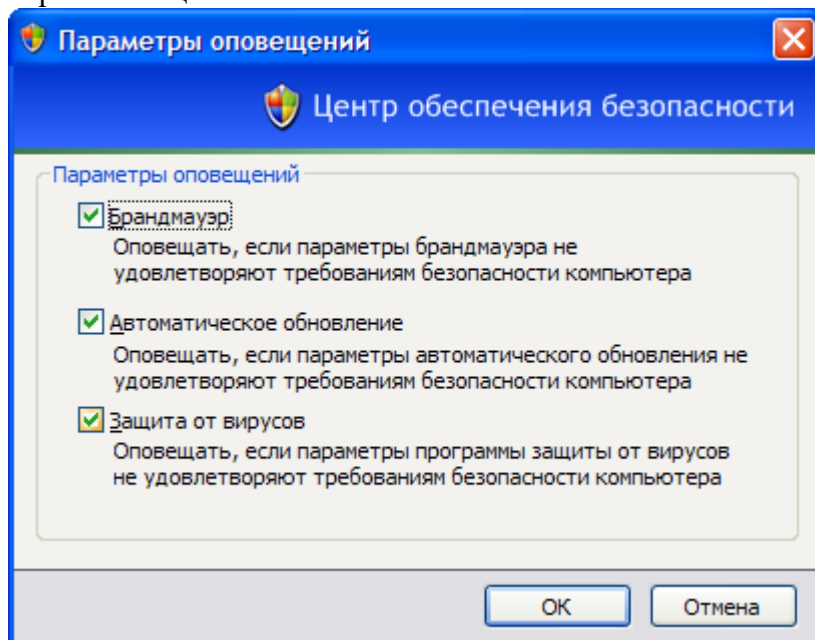 Параметры оповещений
Центр обеспечения безопасности
Параметры оповещений
Брандмауэр
Оповещать, если параметры брандмауэра не
удовлетворяют требованиям безопасности компьютера
Автоматическое обновление
Оповещать, если параметры автоматического обновления не
удовлетворяют требованиям безопасности компьютера
Защита от вирусов
Оповещать, если параметры программы защиты от вирусов
не удовлетворяют требованиям безопасности компьютера
ОК
Отмена